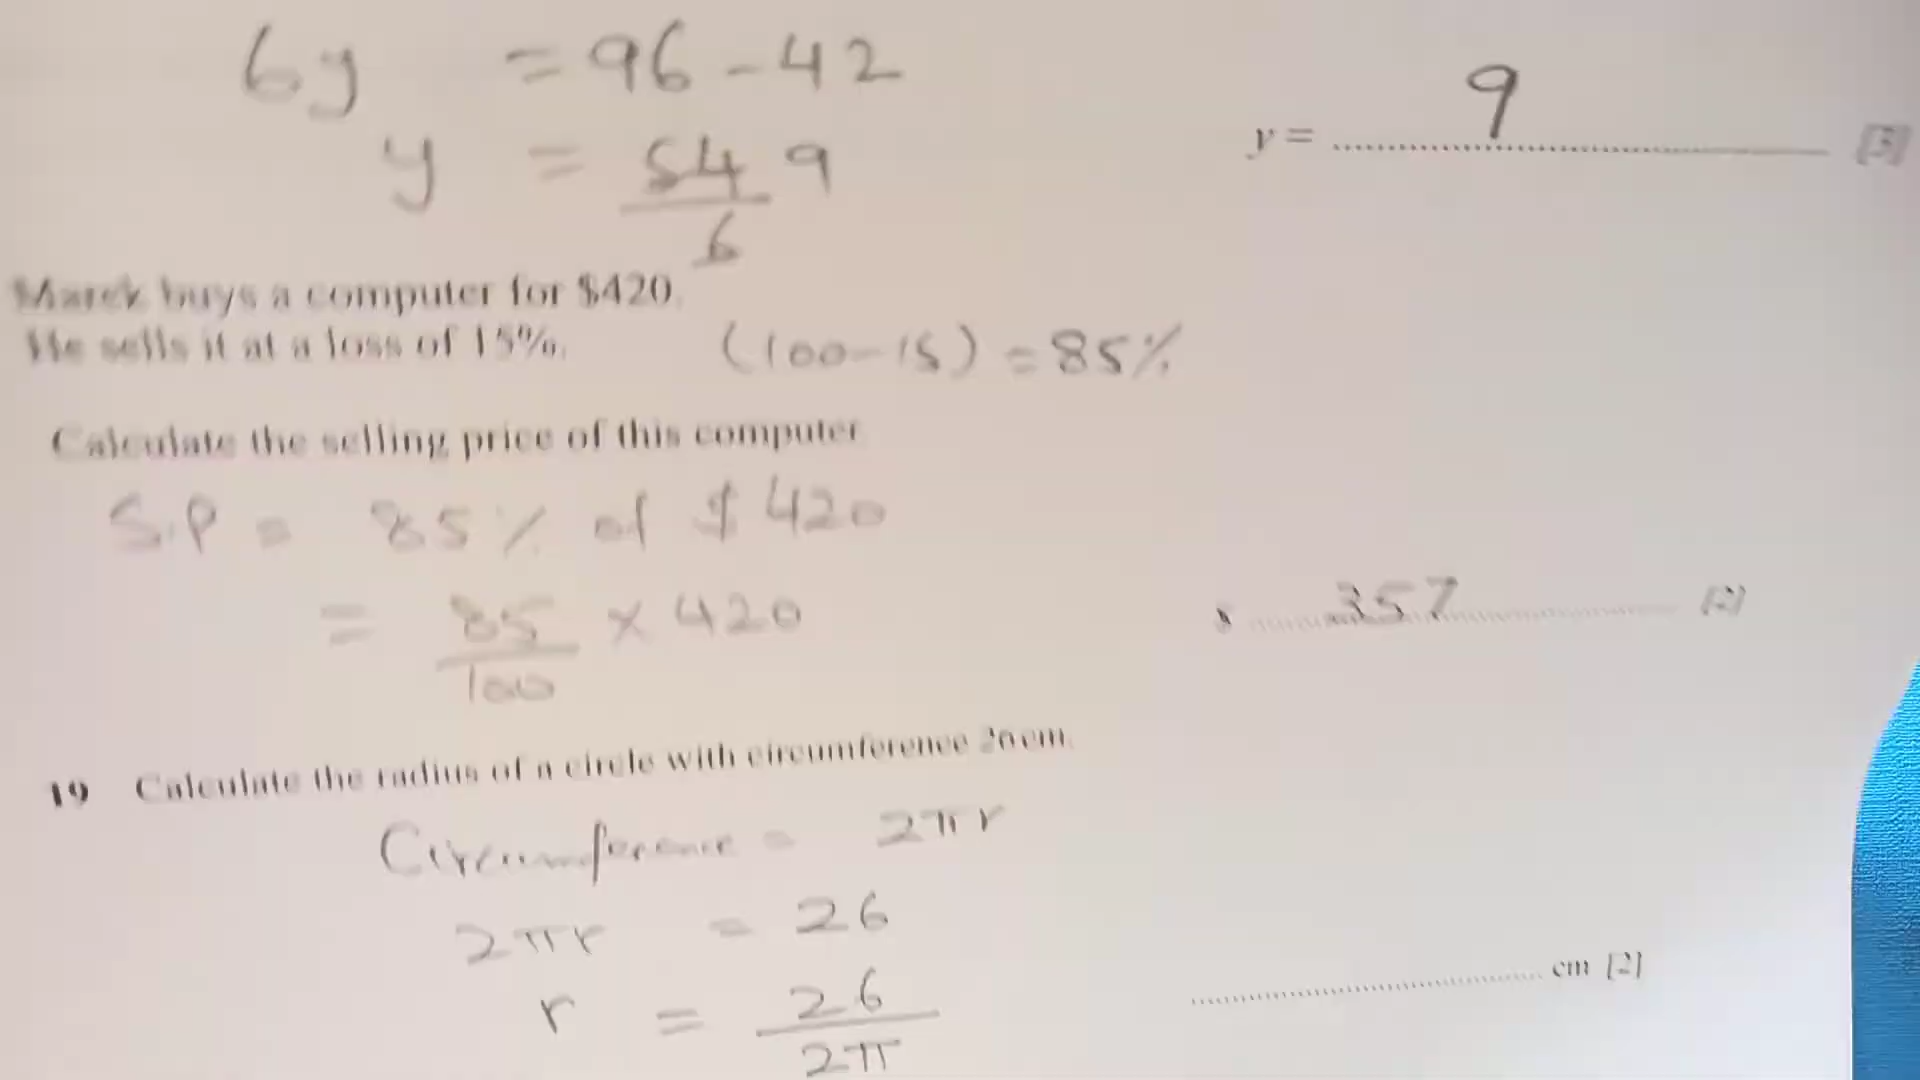 6y = 96 - 42
y = 54/6 9
y = 9 [3]
Marek buys a computer for $420.
He sells it at a loss of 15%. (100-15) = 85%
Calculate the selling price of this computer
S.P = 85% of $420
= 85/100 × 420
$ 357 [2]
19 Calculate the radius of a circle with circumference 26 cm.
Circumference = 2πr
2πr = 26
r = 26/2π
cm [2]